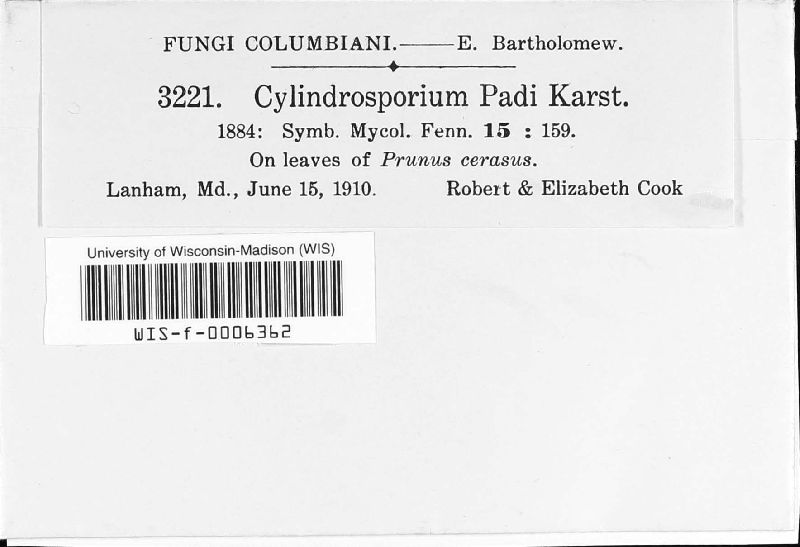 FUNGI COLUMBIANI.——E. Bartholomew.
3221. Cylindrosporium Padi Karst.
1884: Symb. Mycol. Fenn. 15 : 159.
On leaves of Prunus cerasus.
Lanham, Md., June 15, 1910. Robert & Elizabeth Cook
University of Wisconsin-Madison (WIS)
WIS-f-0006362